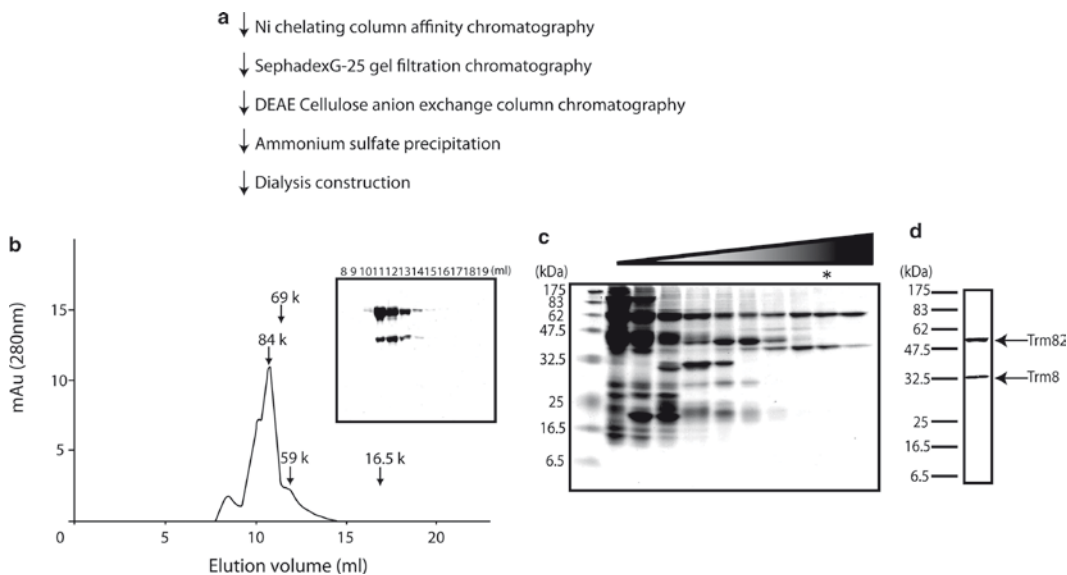 a
Ni chelating column affinity chromatography
SephadexG-25 gel filtration chromatography
DEAE Cellulose anion exchange column chromatography
Ammonium sulfate precipitation
Dialysis construction
b
mAu (280nm)
15
10
5
0
5
10
15
20
Elution volume (ml)
69 k
84 k
59 k
16.5 k
8 9 10 11 12 13 14 15 16 17 18 19 (ml)
c
(kDa)
*
175
83
62
47.5
32.5
25
16.5
6.5
d
(kDa)
175
83
62
47.5
32.5
25
16.5
6.5
Trm82
Trm8